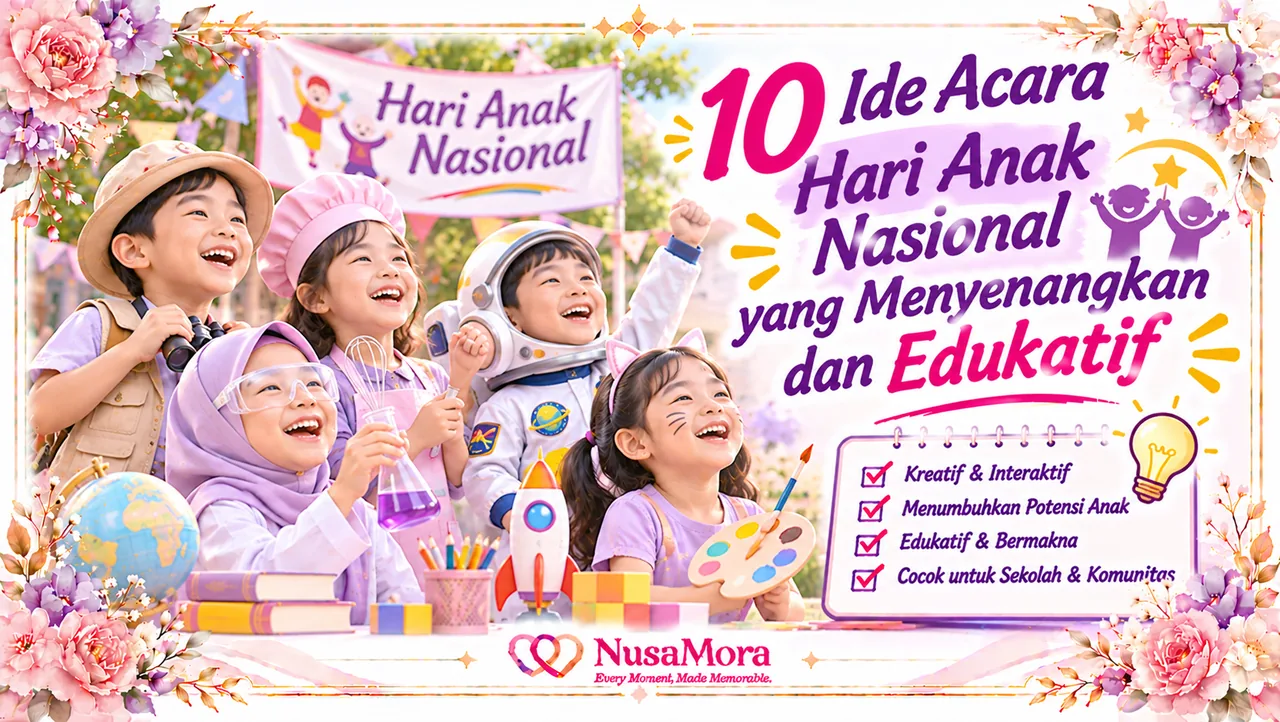 Hari Anak
Nasional
10 Ide Acara
Hari Anak
Nasional
yang Menyenangkan
dan Edukatif
Kreatif & Interaktif
Menumbuhkan Potensi Anak
Edukatif & Bermakna
Cocok untuk Sekolah & Komunitas
NusaMora
Every Moment, Made Memorable.